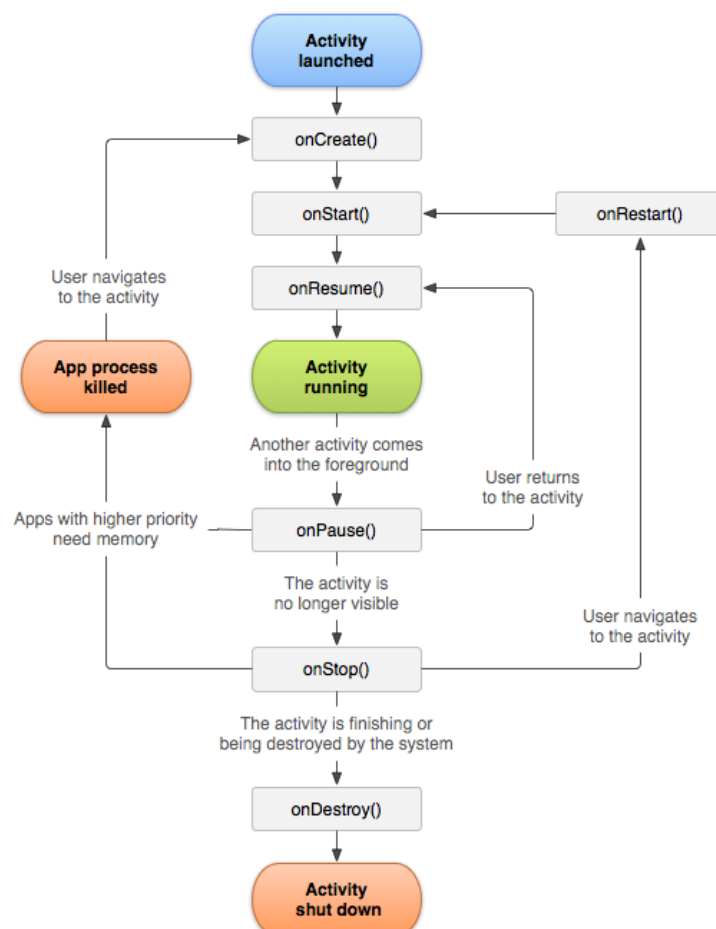 Activity
launched
onCreate()
onStart()
onRestart()
User navigates
to the activity
onResume()
App process
killed
Activity
running
Another activity comes
into the foreground
User returns
to the activity
Apps with higher priority
need memory
onPause()
The activity is
no longer visible
User navigates
to the activity
onStop()
The activity is finishing or
being destroyed by the system
onDestroy()
Activity
shut down